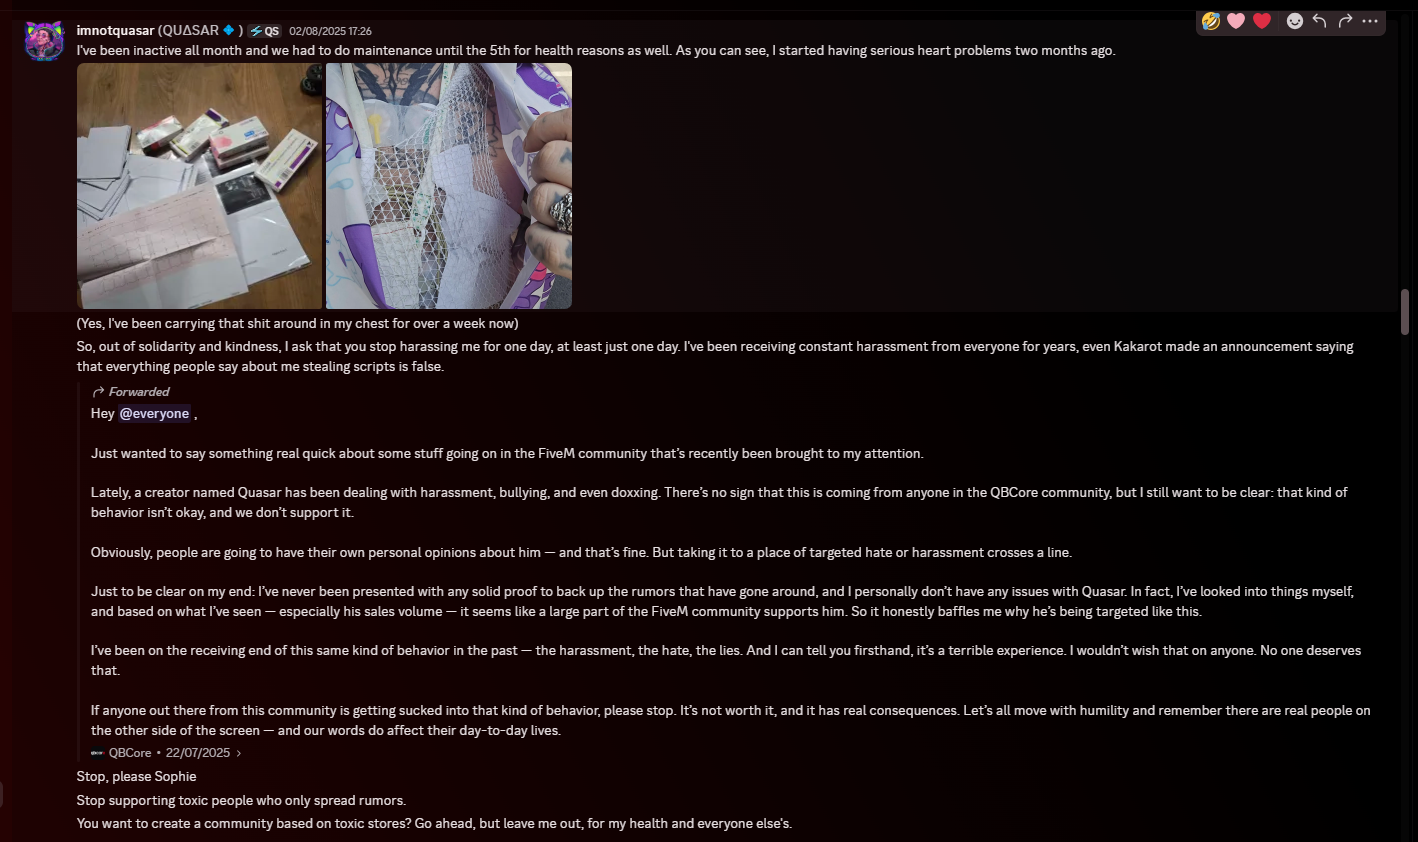 imnotquasar (QUΔSAR 🔹 ) ⚡ QS 02/08/2025 17:26
I've been inactive all month and we had to do maintenance until the 5th for health reasons as well. As you can see, I started having serious heart problems two months ago.
(Yes, I've been carrying that shit around in my chest for over a week now)
So, out of solidarity and kindness, I ask that you stop harassing me for one day, at least just one day. I've been receiving constant harassment from everyone for years, even Kakarot made an announcement saying
that everything people say about me stealing scripts is false.
Forwarded
Hey @everyone ,
Just wanted to say something real quick about some stuff going on in the FiveM community that’s recently been brought to my attention.
Lately, a creator named Quasar has been dealing with harassment, bullying, and even doxxing. There’s no sign that this is coming from anyone in the QBCore community, but I still want to be clear: that kind of
behavior isn’t okay, and we don’t support it.
Obviously, people are going to have their own personal opinions about him — and that’s fine. But taking it to a place of targeted hate or harassment crosses a line.
Just to be clear on my end: I’ve never been presented with any solid proof to back up the rumors that have gone around, and I personally don’t have any issues with Quasar. In fact, I’ve looked into things myself,
and based on what I’ve seen — especially his sales volume — it seems like a large part of the FiveM community supports him. So it honestly baffles me why he’s being targeted like this.
I’ve been on the receiving end of this same kind of behavior in the past — the harassment, the hate, the lies. And I can tell you firsthand, it’s a terrible experience. I wouldn’t wish that on anyone. No one deserves
that.
If anyone out there from this community is getting sucked into that kind of behavior, please stop. It’s not worth it, and it has real consequences. Let’s all move with humility and remember there are real people on
the other side of the screen — and our words do affect their day-to-day lives.
QBCore • 22/07/2025 ›
Stop, please Sophie
Stop supporting toxic people who only spread rumors.
You want to create a community based on toxic stores? Go ahead, but leave me out, for my health and everyone else's.